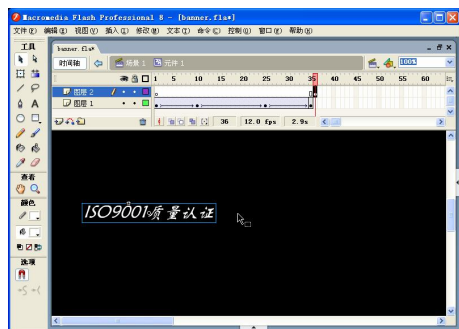 Macromedia Flash Professional 8 - [banner.fla*]
文件(F) 编辑(E) 视图(V) 插入(I) 修改(M) 文本(T) 命令(C) 控制(O) 窗口(W) 帮助(H)
工具
banner.fla*
时间轴 场景 1 元件 1 100%
1 5 10 15 20 25 30 35 40 45 50 55 60
图层 2
图层 1
36 12.0 fps 2.9s
查看
颜色
选项
ISO9001质量认证